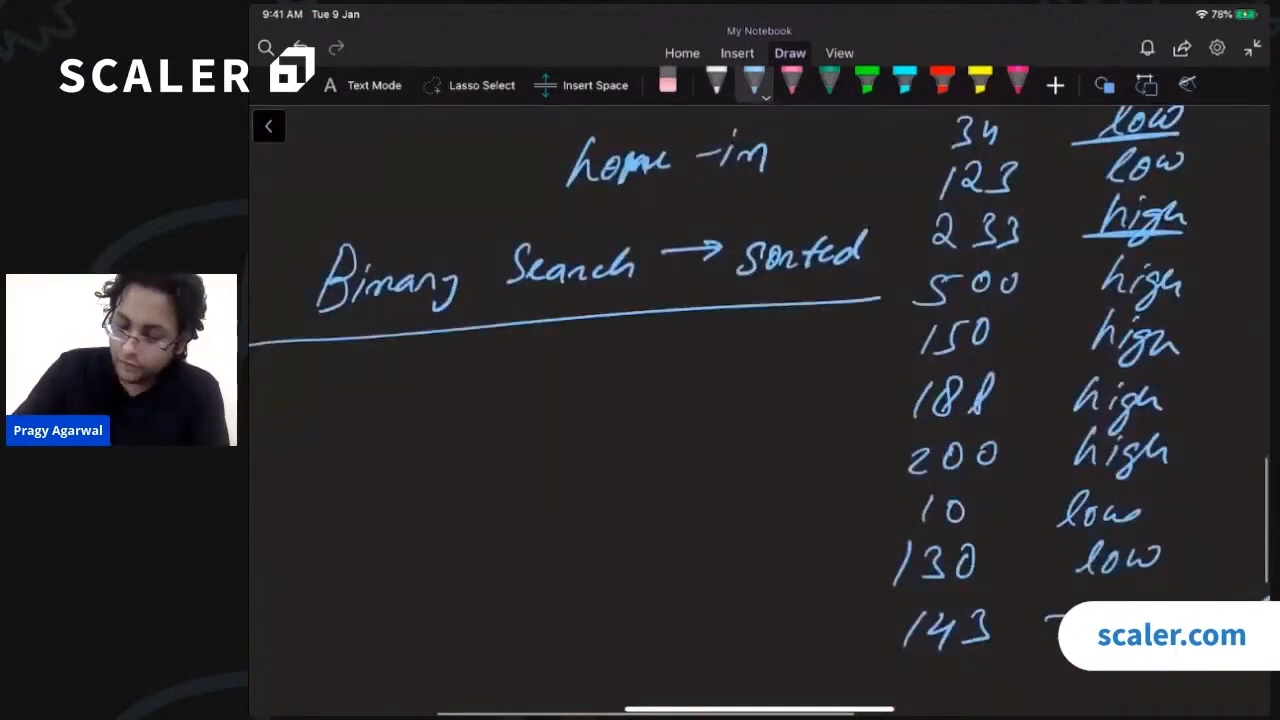 9:41 AM Tue 9 Jan
78%
My Notebook
SCALER
Home Insert Draw View
A Text Mode Lasso Select Insert Space
home-in
Binary Search → sorted
34 low
123 low
233 high
500 high
150 high
188 high
200 high
10 low
130 low
143
Pragy Agarwal
scaler.com